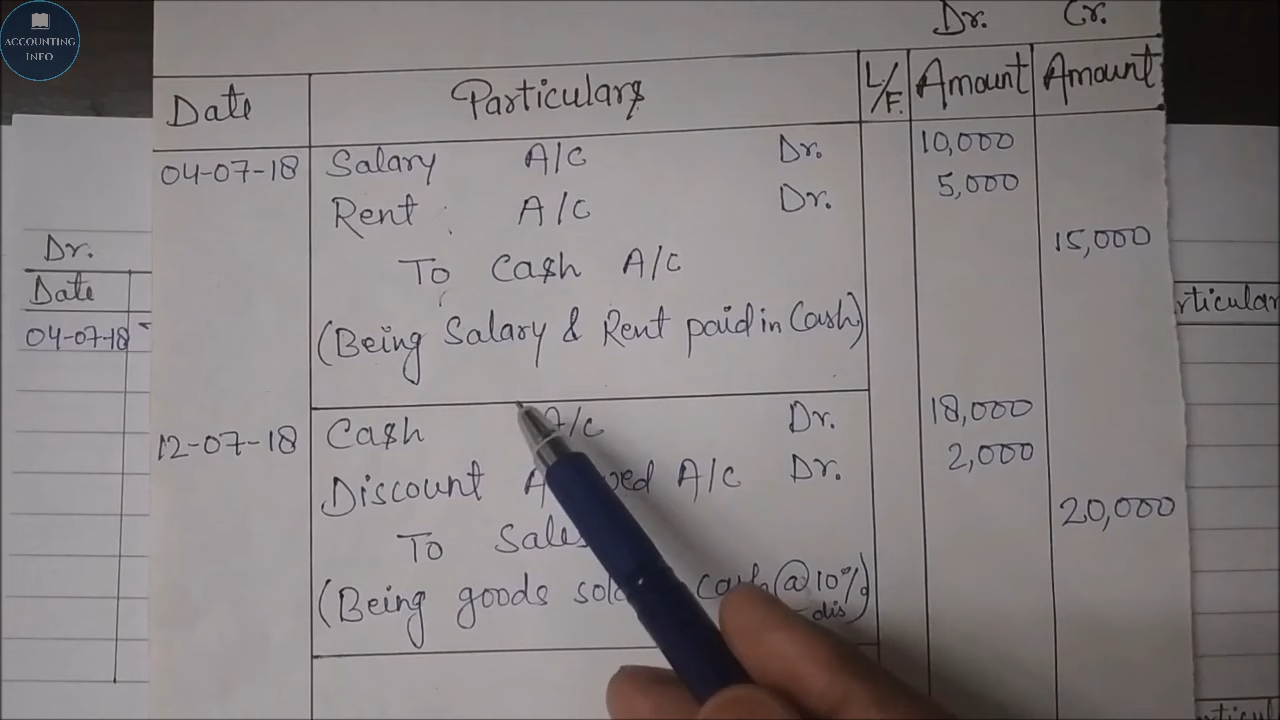 ACCOUNTING
INFO
Dr. Cr.
Date Particulars L/F. Amount Amount
04-07-18 Salary A/C Dr. 10,000
Rent A/C Dr. 5,000
To Cash A/C 15,000
(Being Salary & Rent paid in Cash)
12-07-18 Cash A/C Dr. 18,000
Discount A/C Dr. 2,000
To Sales 20,000
(Being goods cash @ 10%
dis)
Dr.
Date
04-07-18
rticular
rticul